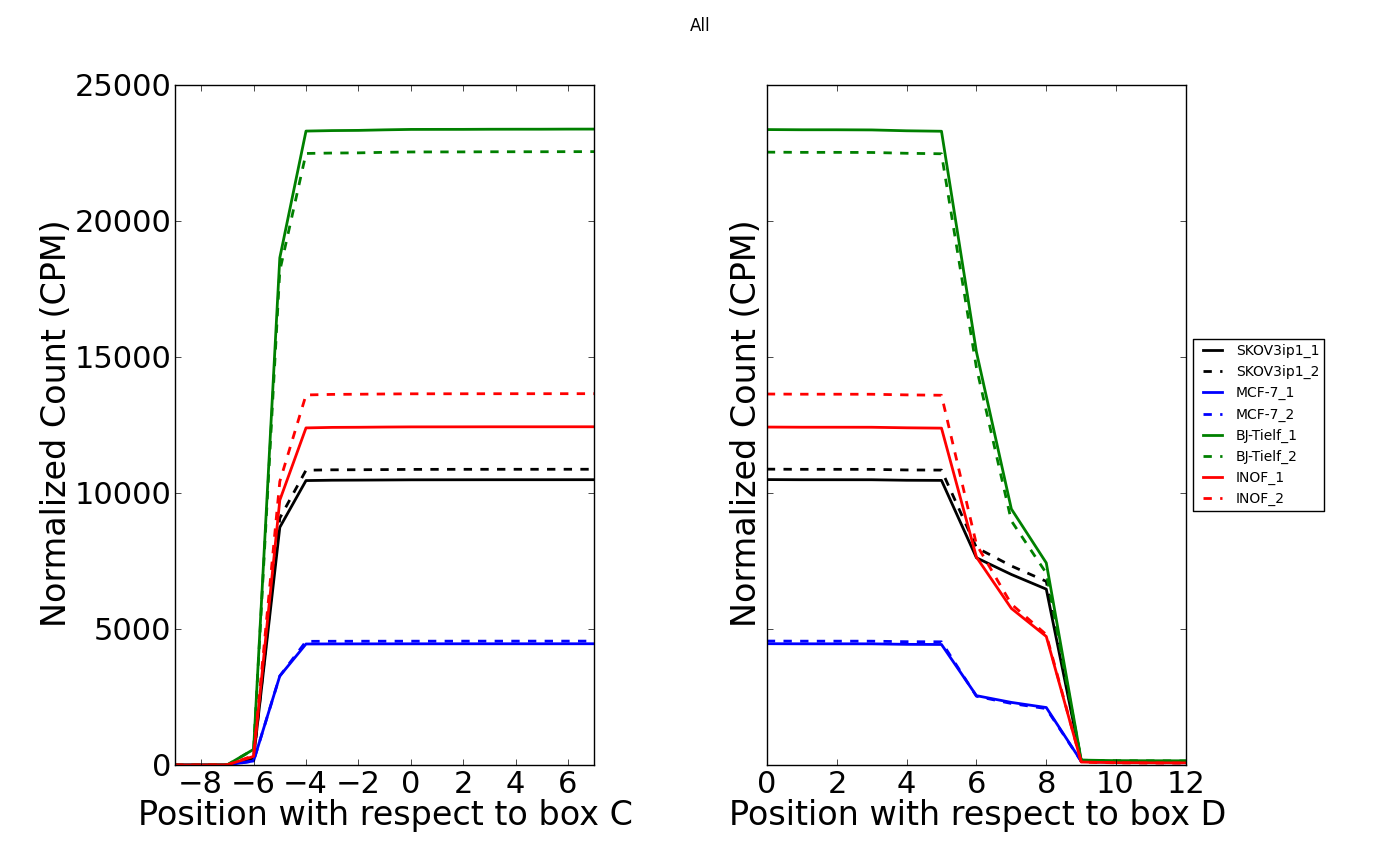 All
Normalized Count (CPM)
25000
20000
15000
10000
5000
0
−8 −6 −4 −2 0 2 4 6
Position with respect to box C
Normalized Count (CPM)
0 2 4 6 8 10 12
Position with respect to box D
SKOV3ip1_1
SKOV3ip1_2
MCF-7_1
MCF-7_2
BJ-Tielf_1
BJ-Tielf_2
INOF_1
INOF_2